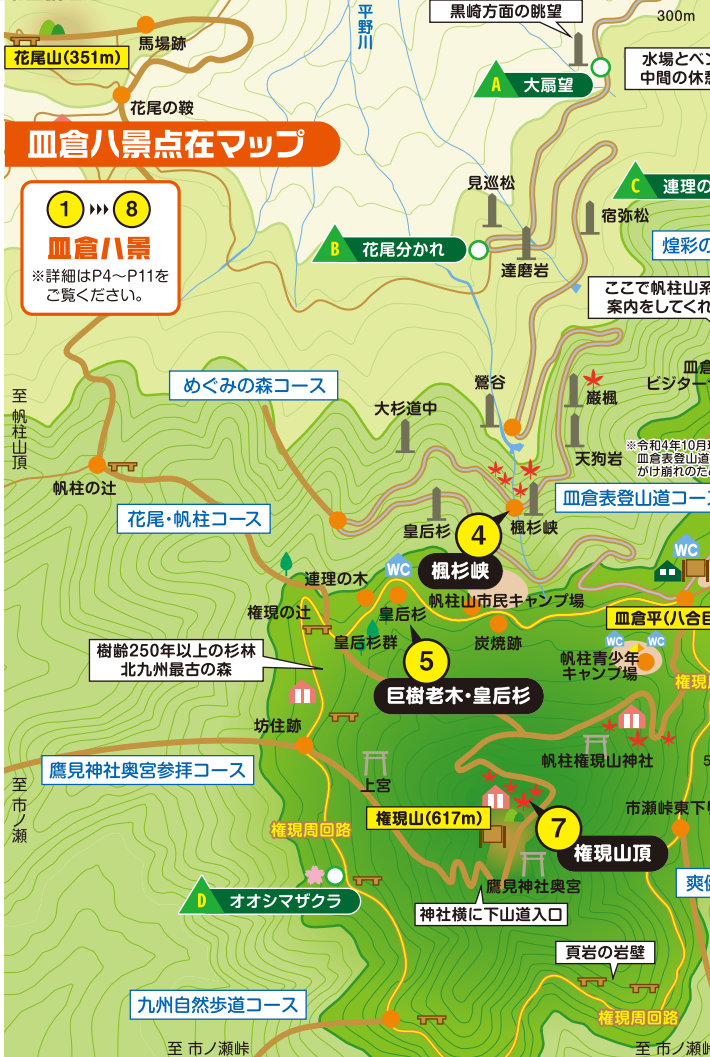 黒崎方面の眺望
300m
平野川
馬場跡
花尾山(351m)
水場とベン
中間の休憩
A 大扇望
花尾の鞍
皿倉八景点在マップ
1 8
皿倉八景
※詳細はP4〜P11を
ご覧ください。
見巡松
C 連理の
宿弥松
B 花尾分かれ
達磨岩
煌彩の
ここで帆柱山系
案内をしてくれ
めぐみの森コース
鶯谷
巌楓
皿倉
ビジター
至 帆柱山頂
大杉道中
天狗岩
※令和4年10月
皿倉表登山道
がけ崩れのため
帆柱の辻
皿倉表登山道コー
花尾・帆柱コース
皇后杉
4
楓杉峡
楓杉峡
WC
WC
連理の木
帆柱山市民キャンプ場
権現の辻
皇后杉
皿倉平(八合目
皇后杉群
炭焼跡
樹齢250年以上の杉林
北九州最古の森
5
巨樹老木・皇后杉
WC
WC
帆柱青少年
キャンプ場
権現
坊住跡
帆柱権現山神社
鷹見神社奥宮参拝コース
上宮
至 市ノ瀬
権現山(617m)
市瀬峠東下
権現周回路
7
権現山頂
鷹見神社奥宮
爽健
D オオシマザクラ
神社横に下山道入口
頁岩の岩壁
九州自然歩道コース
権現周回路
至 市ノ瀬峠
至 市ノ瀬峠